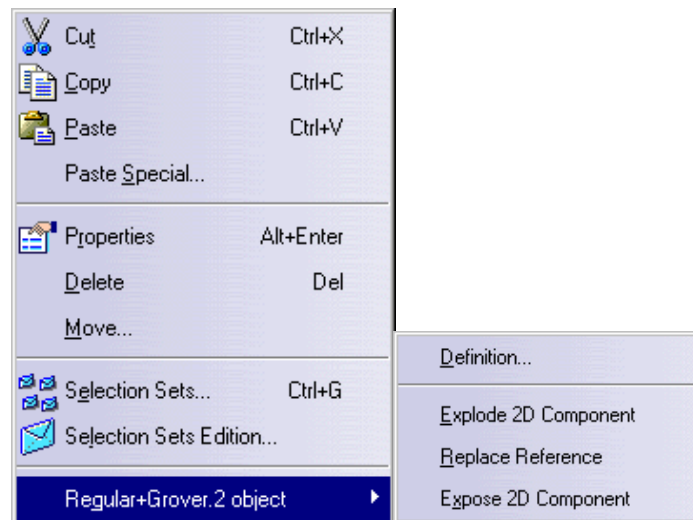 Cut Ctrl+X
Copy Ctrl+C
Paste Ctrl+V
Paste Special...
Properties Alt+Enter
Delete Del
Move...
Selection Sets... Ctrl+G
Selection Sets Edition...
Regular+Grover.2 object
Definition...
Explode 2D Component
Replace Reference
Expose 2D Component